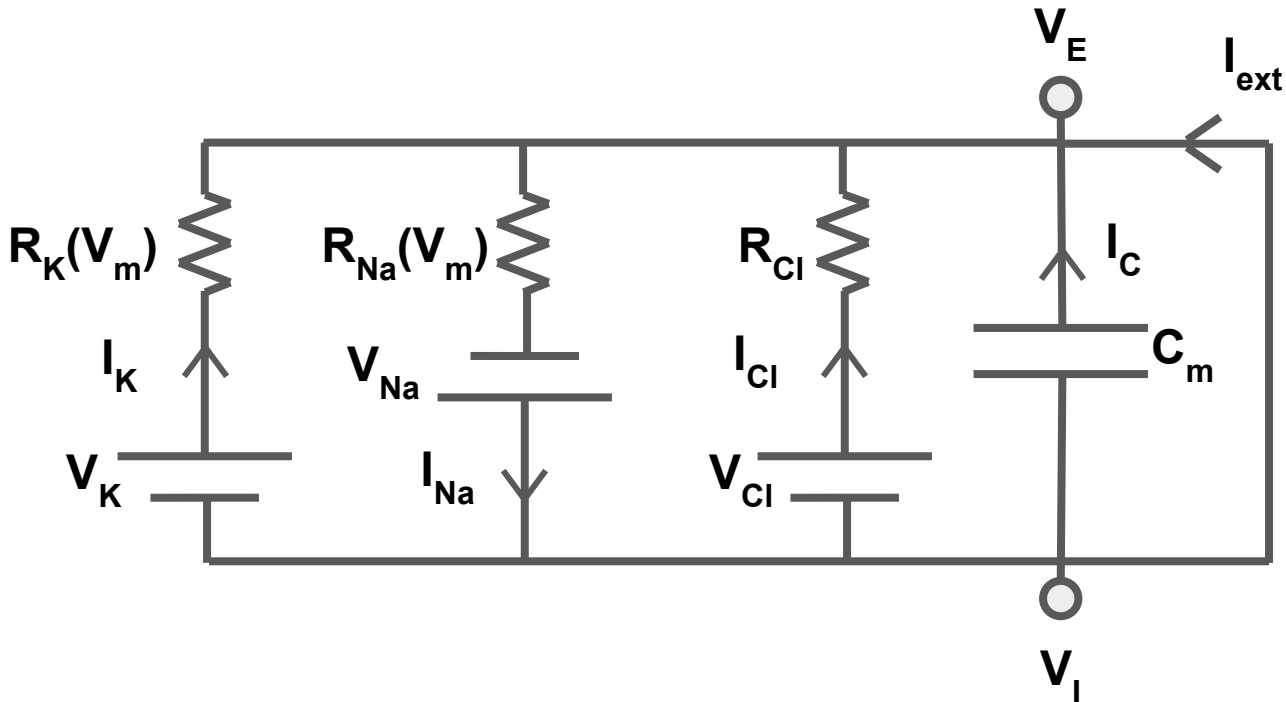 V_E
I_ext
R_K(V_m)
R_Na(V_m)
R_Cl
I_C
I_K
V_Na
I_Cl
C_m
V_K
I_Na
V_Cl
V_I